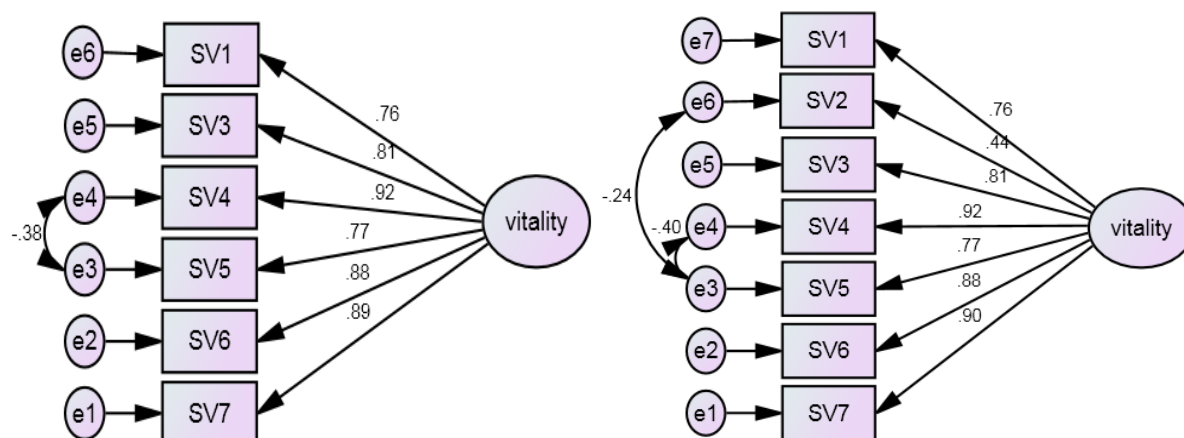 e6 SV1
.76
e5 SV3
.81
e4 SV4
.92
-.38
e3 SV5
.77
vitality
e2 SV6
.88
e1 SV7
.89
e7 SV1
.76
e6 SV2
.44
e5 SV3
.81
-.24
-.40
e4 SV4
.92
e3 SV5
.77
vitality
e2 SV6
.88
e1 SV7
.90